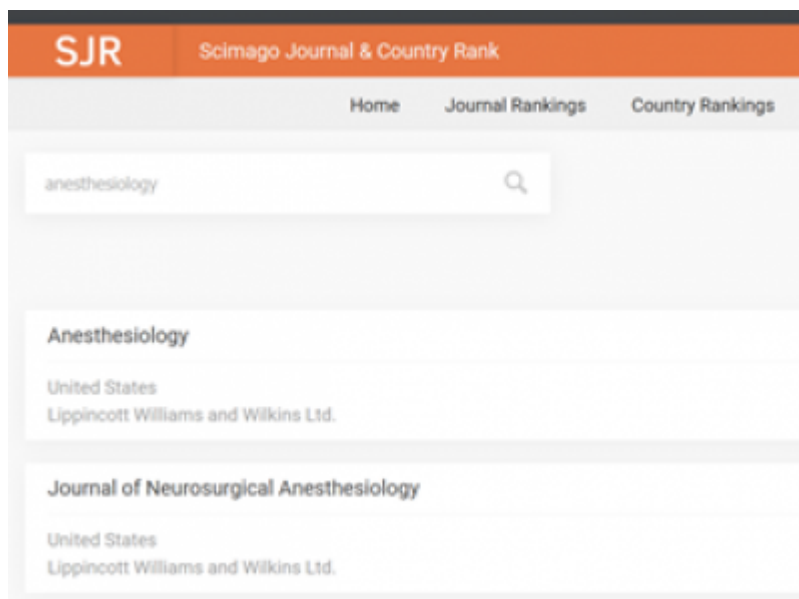 SJR Scimago Journal & Country Rank
Home Journal Rankings Country Rankings
anesthesiology
Anesthesiology
United States
Lippincott Williams and Wilkins Ltd.
Journal of Neurosurgical Anesthesiology
United States
Lippincott Williams and Wilkins Ltd.